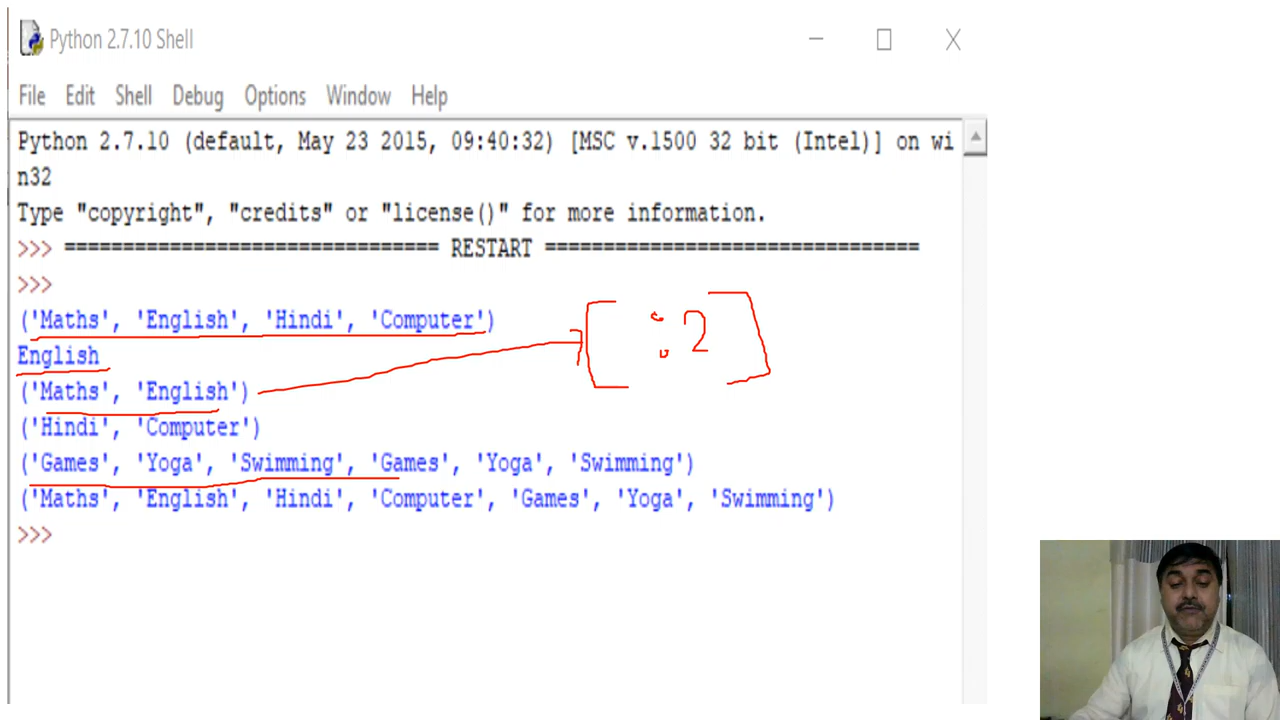 Python 2.7.10 Shell
File Edit Shell Debug Options Window Help
Python 2.7.10 (default, May 23 2015, 09:40:32) [MSC v.1500 32 bit (Intel)] on wi
n32
Type "copyright", "credits" or "license()" for more information.
>>> ================================ RESTART ================================
>>>
('Maths', 'English', 'Hindi', 'Computer')
[ :2 ]
English
('Maths', 'English')
('Hindi', 'Computer')
('Games', 'Yoga', 'Swimming', 'Games', 'Yoga', 'Swimming')
('Maths', 'English', 'Hindi', 'Computer', 'Games', 'Yoga', 'Swimming')
>>>